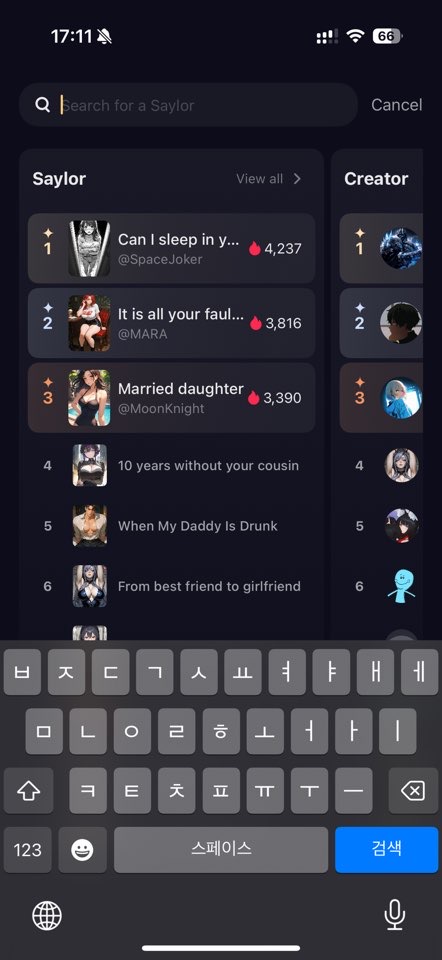 17:11
66
Search for a Saylor
Cancel
Saylor
View all
Creator
1
Can I sleep in y...
4,237
@SpaceJoker
1
2
It is all your faul...
3,816
@MARA
2
3
Married daughter
3,390
@MoonKnight
3
4
10 years without your cousin
4
5
When My Daddy Is Drunk
5
6
From best friend to girlfriend
6
ㅂ ㅈ ㄷ ㄱ ㅅ ㅛ ㅕ ㅑ ㅐ ㅔ
ㅁ ㄴ ㅇ ㄹ ㅎ ㅗ ㅓ ㅏ ㅣ
ㅋ ㅌ ㅊ ㅍ ㅠ ㅜ ㅡ
123
스페이스
검색